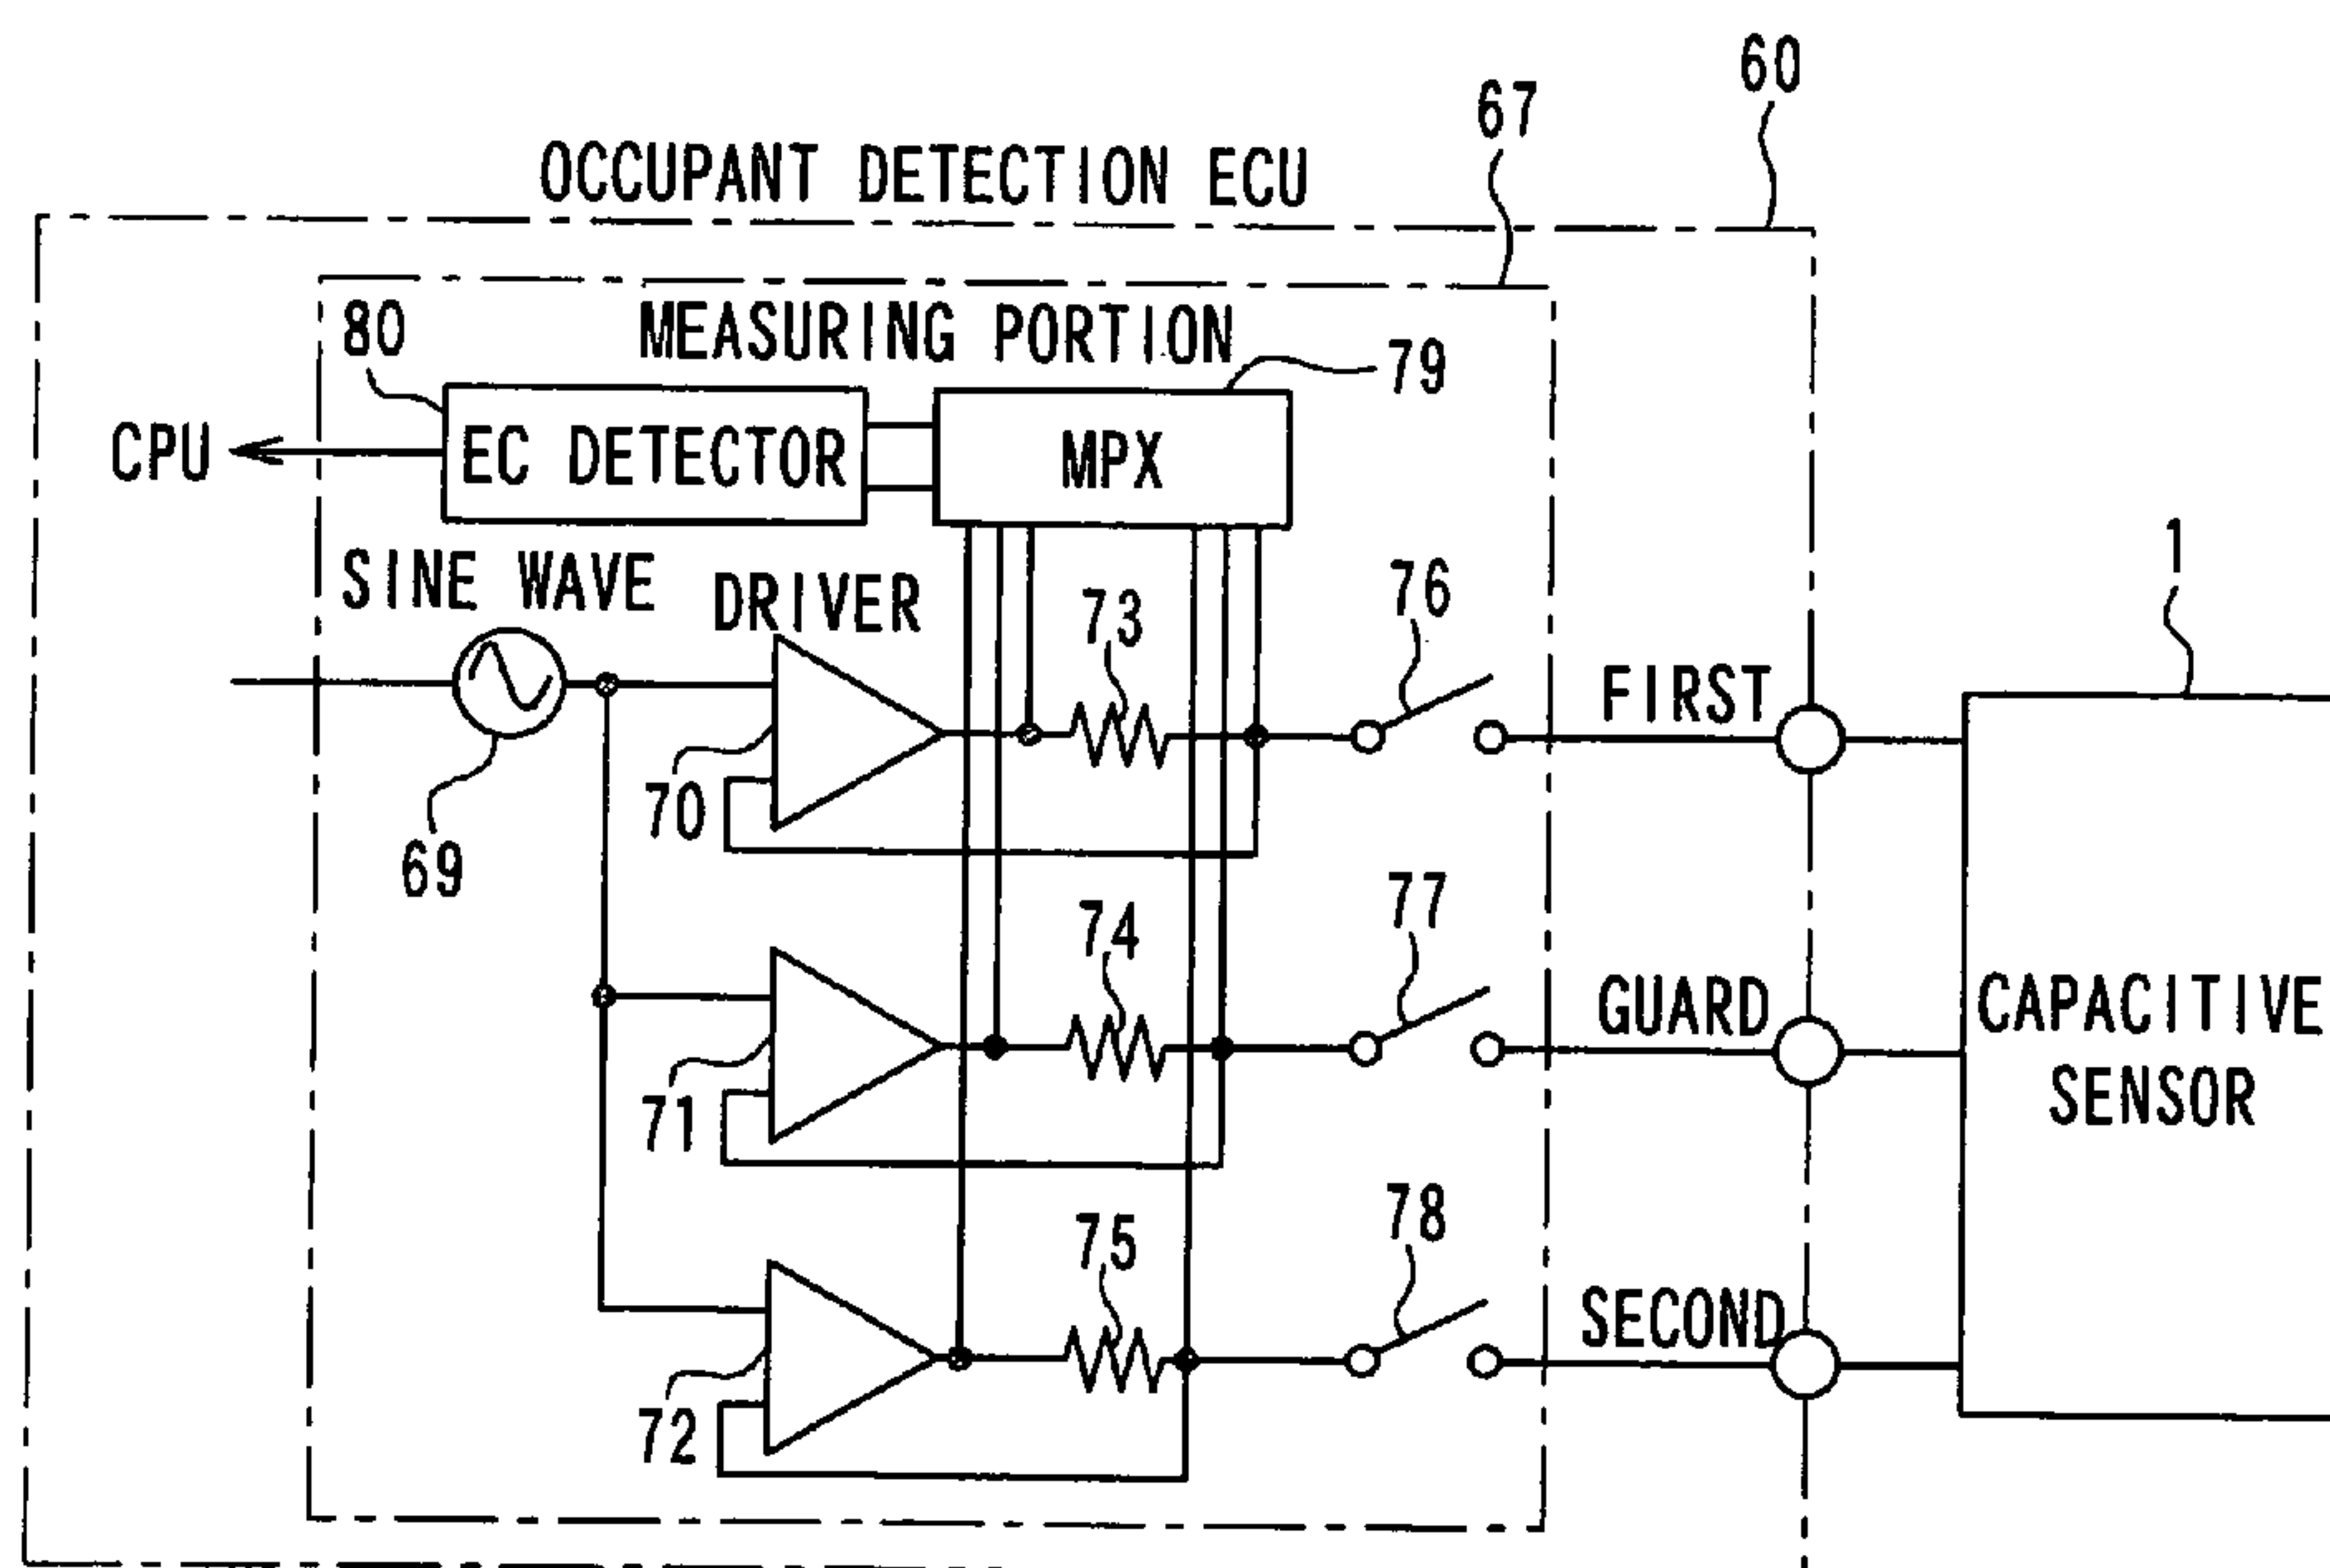 60
67
OCCUPANT DETECTION ECU
80
MEASURING PORTION
79
CPU
EC DETECTOR
MPX
1
SINE WAVE
DRIVER
73
76
FIRST
70
69
74
77
GUARD
CAPACITIVE
SENSOR
71
75
78
SECOND
72